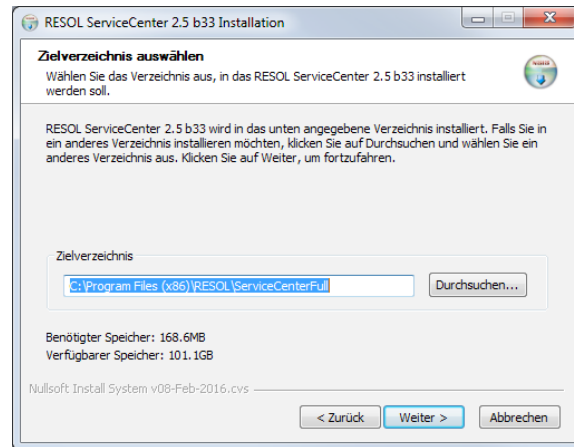 RESOL ServiceCenter 2.5 b33 Installation
Zielverzeichnis auswählen
Wählen Sie das Verzeichnis aus, in das RESOL ServiceCenter 2.5 b33 installiert
werden soll.
RESOL ServiceCenter 2.5 b33 wird in das unten angegebene Verzeichnis installiert. Falls Sie in
ein anderes Verzeichnis installieren möchten, klicken Sie auf Durchsuchen und wählen Sie ein
anderes Verzeichnis aus. Klicken Sie auf Weiter, um fortzufahren.
Zielverzeichnis
C:\Program Files (x86)\RESOL\ServiceCenterFull
Durchsuchen...
Benötigter Speicher: 168.6MB
Verfügbarer Speicher: 101.1GB
Nullsoft Install System v08-Feb-2016.cvs
< Zurück
Weiter >
Abbrechen